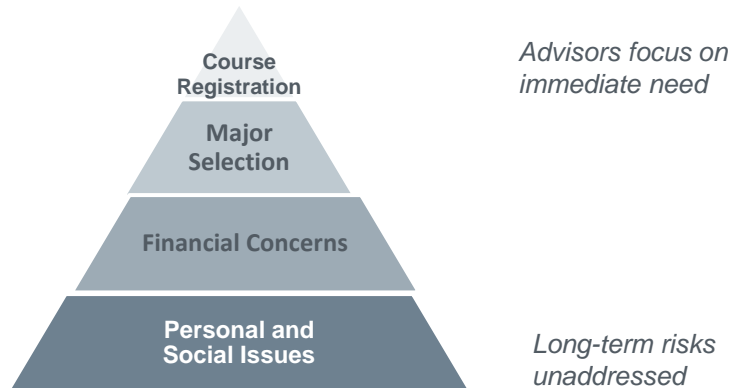 Course
Registration
Advisors focus on
immediate need
Major
Selection
Financial Concerns
Personal and
Social Issues
Long-term risks
unaddressed